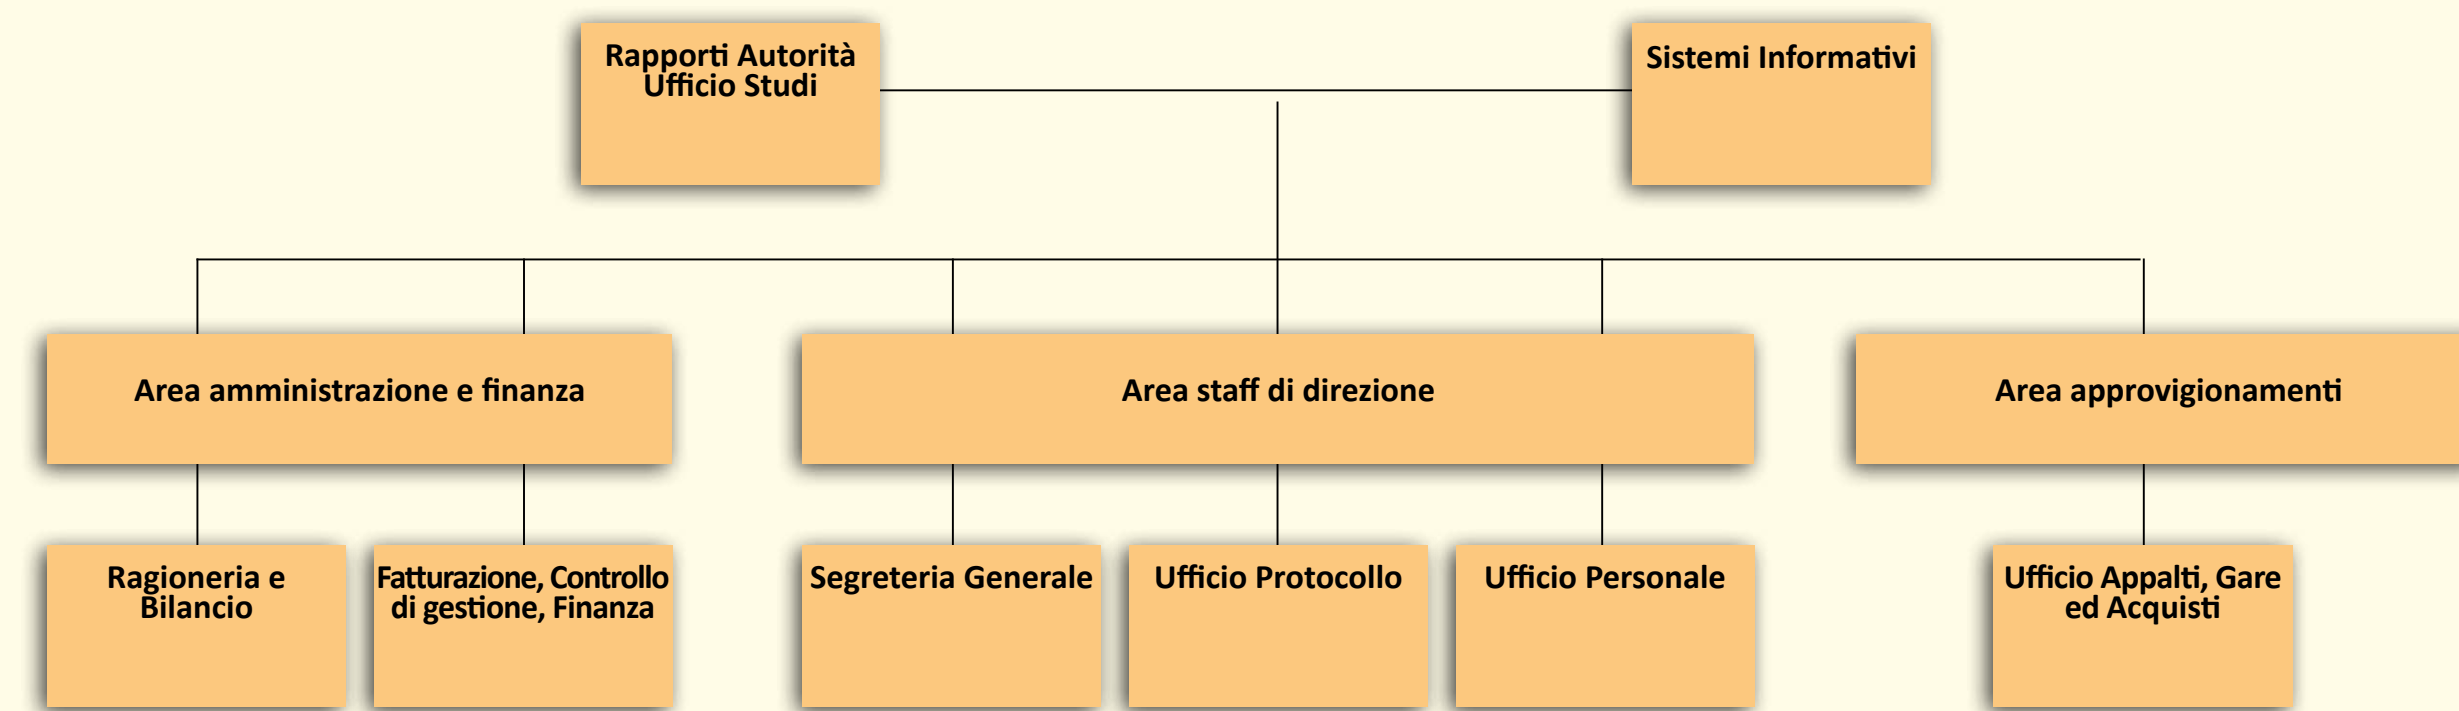 Rapporti Autorità
Ufficio Studi
Sistemi Informativi
Area amministrazione e finanza
Area staff di direzione
Area approvigionamenti
Ragioneria e
Bilancio
Fatturazione, Controllo
di gestione, Finanza
Segreteria Generale
Ufficio Protocollo
Ufficio Personale
Ufficio Appalti, Gare
ed Acquisti